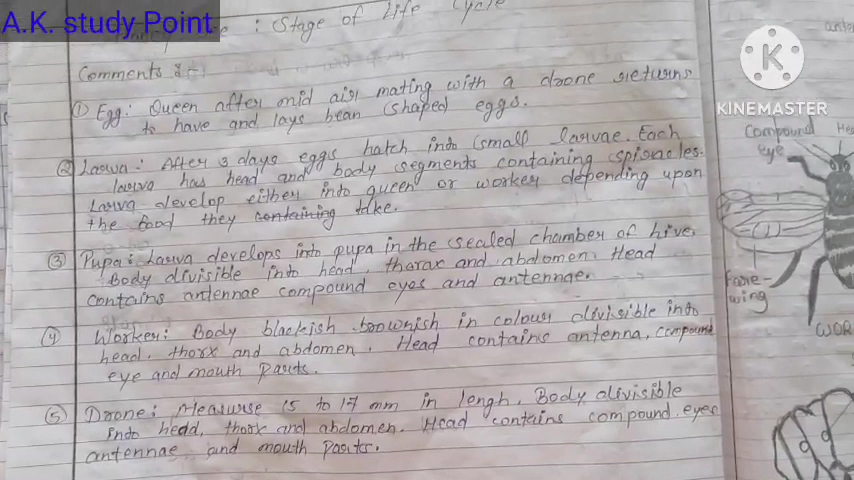 A.K. study Point
: Stage of Life Cycle
Comments :-
① Egg: Queen after mid air mating with a drone returns
to have and lays bean shaped eggs.
② Larva: After 3 days eggs hatch into small larvae. Each
larva has head and body segments containing spiracles.
Larva develop either into queen or worker depending upon
the food they containing take.
③ Pupa: Larva develops into pupa in the sealed chamber of hive.
Body divisible into head, thorax and abdomen. Head
contains antennae compound eyes and antennae.
④ Worker: Body blackish brownish in colour divisible into
head, thorx and abdomen. Head contains antenna, compound
eye and mouth parts.
⑤ Drone: Measurse 15 to 17 mm in lengh. Body divisible
into head, thorx and abdomen. Head contains compound eyes
antennae and mouth parts.
KINEMASTER
ante
Compound
eye
Hea
Fore-
wing
WOR